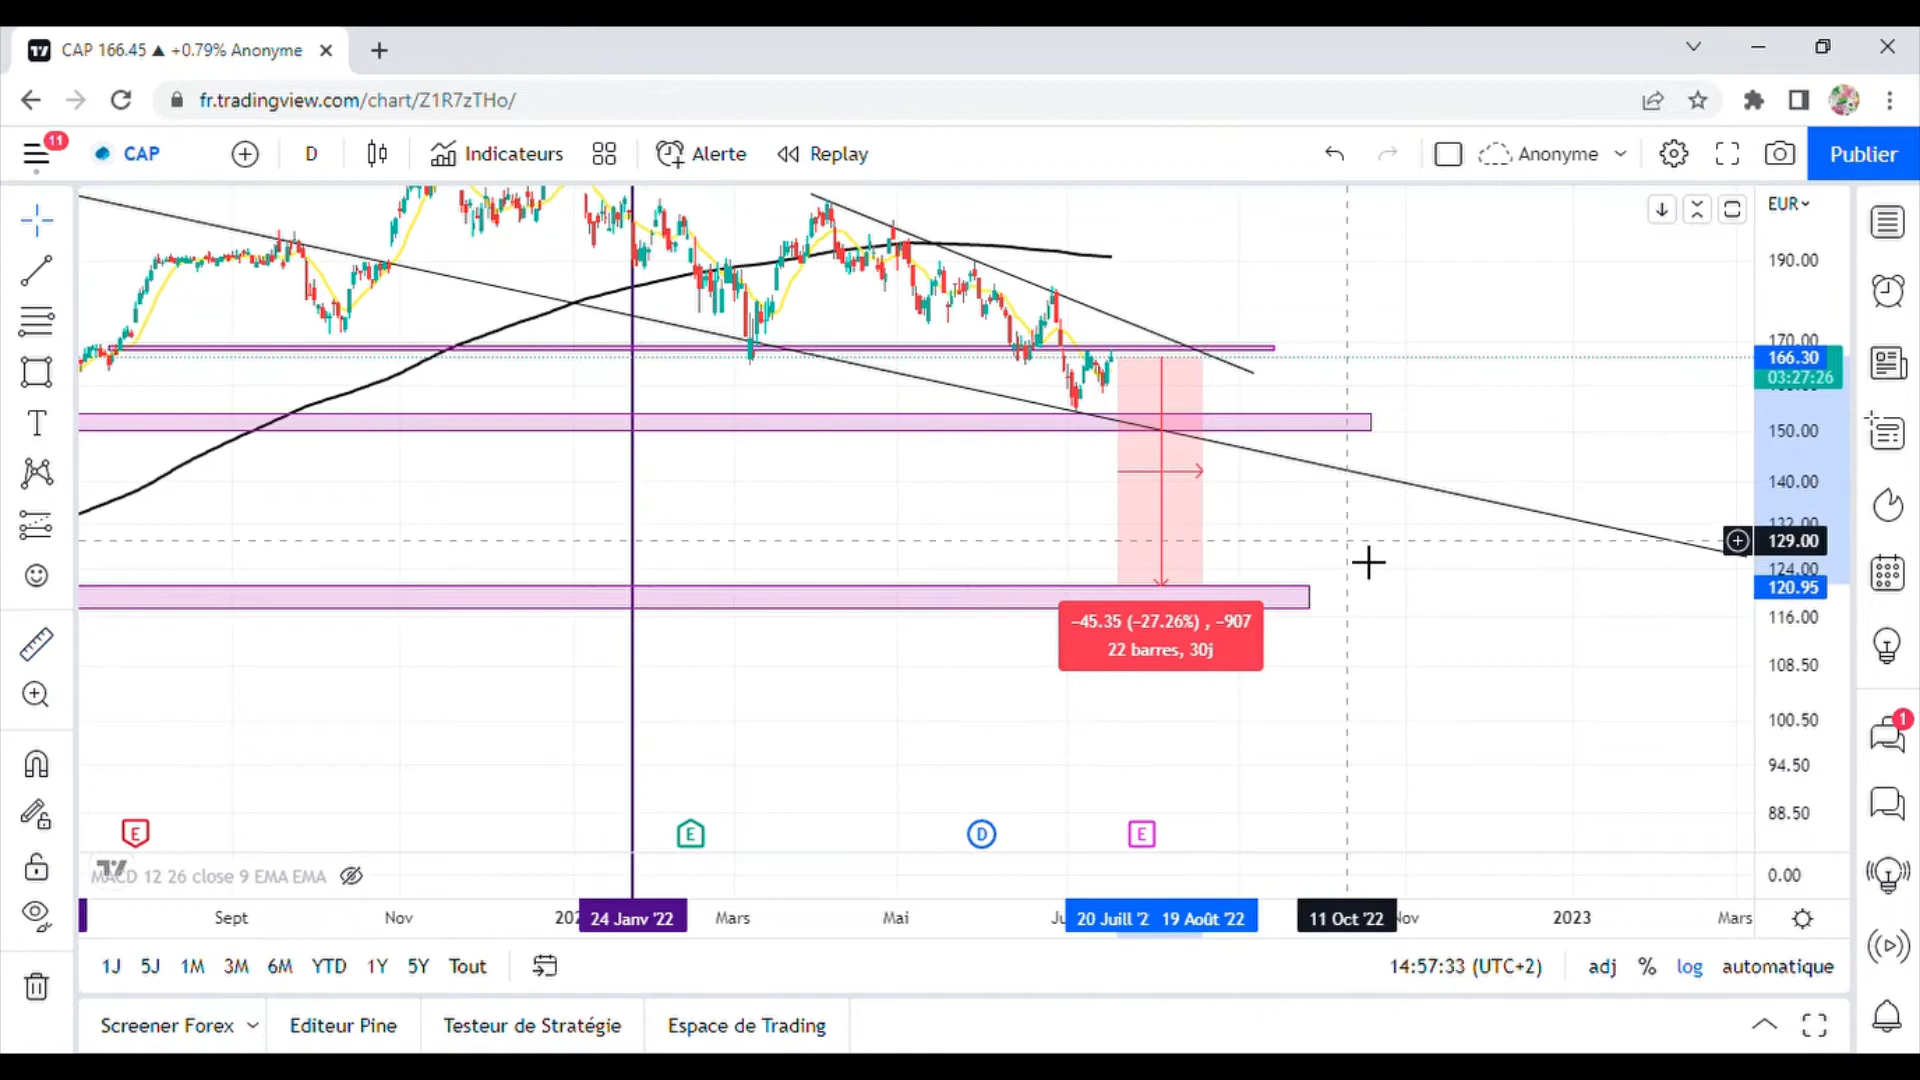 CAP 166.45 ▲ +0.79% Anonyme
fr.tradingview.com/chart/Z1R7zTHo/
11
CAP
D
Indicateurs
Alerte
Replay
Anonyme
Publier
EUR
190.00
170.00
166.30
03:27:26
150.00
140.00
132.00
129.00
124.00
120.95
116.00
108.50
100.50
94.50
88.50
0.00
−45.35 (−27.26%) , −907
22 barres, 30j
T
1
E
E
D
E
MACD 12 26 close 9 EMA EMA
Sept
Nov
24 Janv '22
Mars
Mai
20 Juill '2
19 Août '22
11 Oct '22
Nov
2023
Mars
1J 5J 1M 3M 6M YTD 1Y 5Y Tout
14:57:33 (UTC+2)
adj % log automatique
Screener Forex
Editeur Pine
Testeur de Stratégie
Espace de Trading